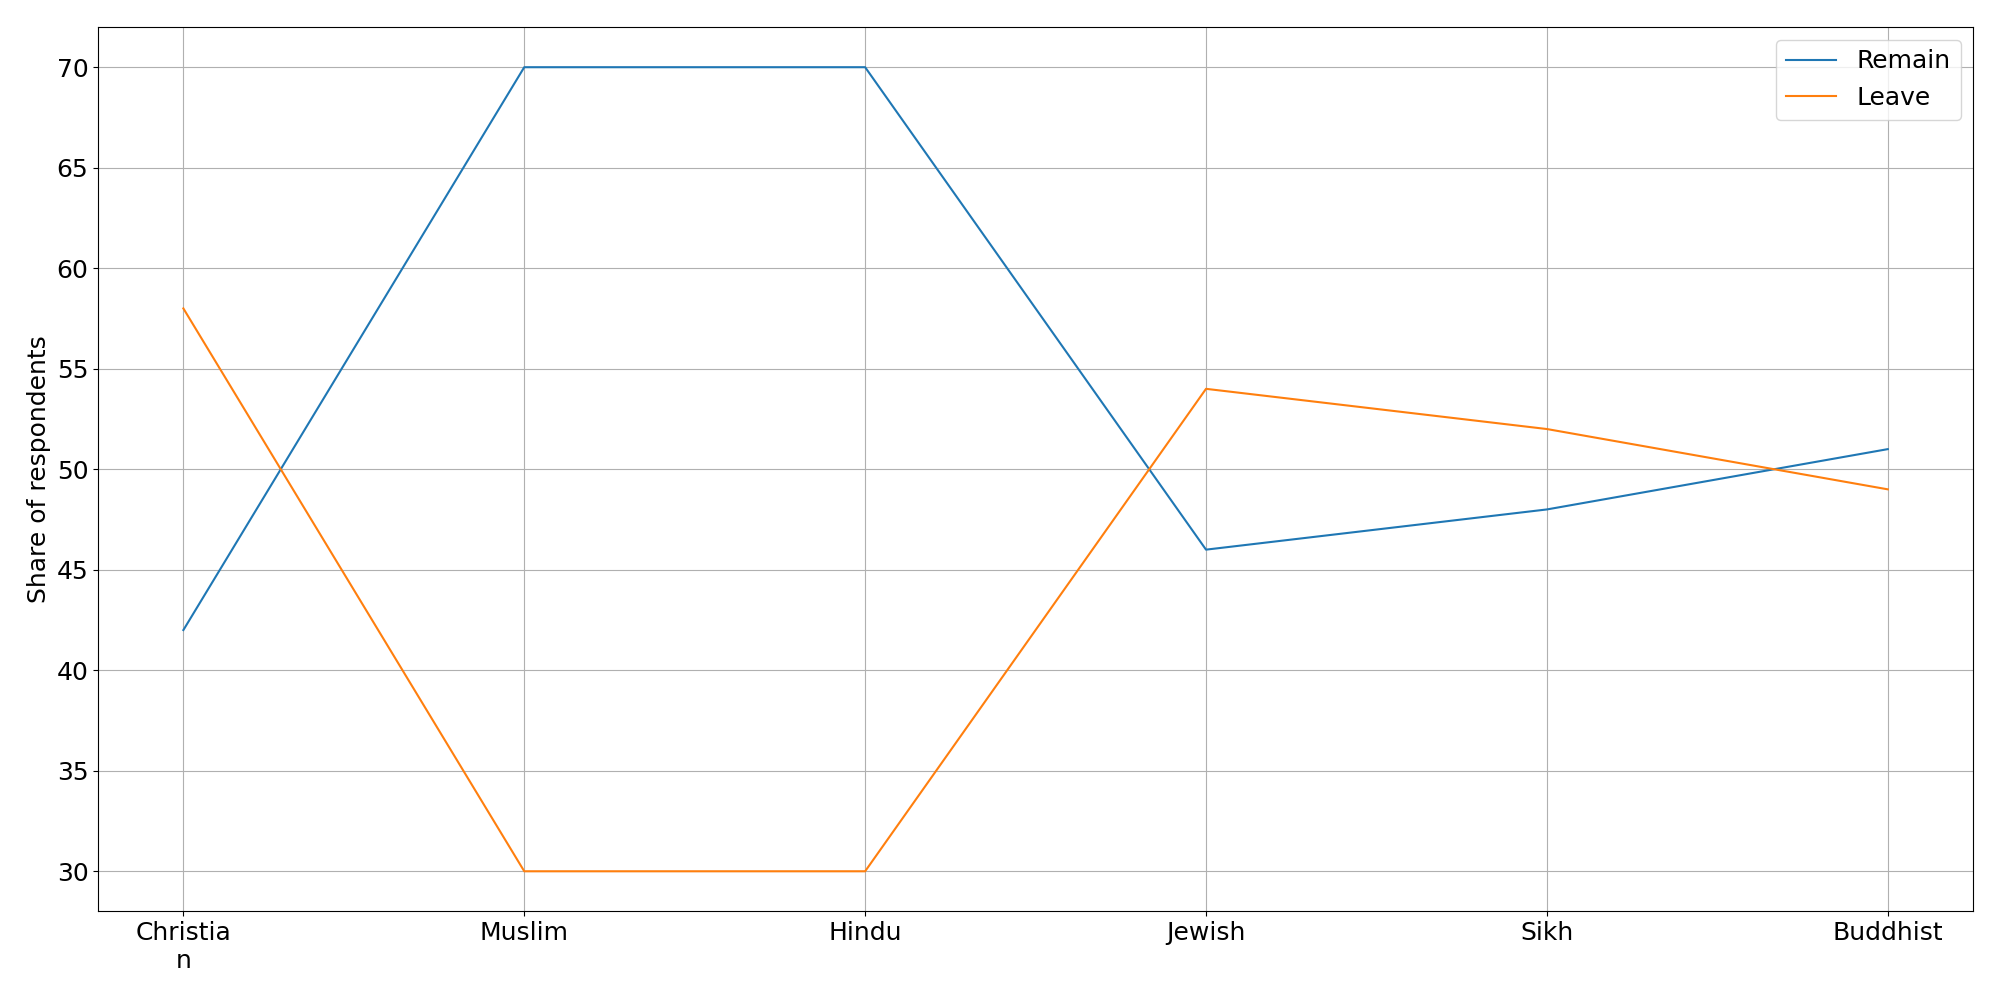 Remain
Leave
70
65
60
55
50
45
40
35
30
Share of respondents
Christia
n
Muslim
Hindu
Jewish
Sikh
Buddhist